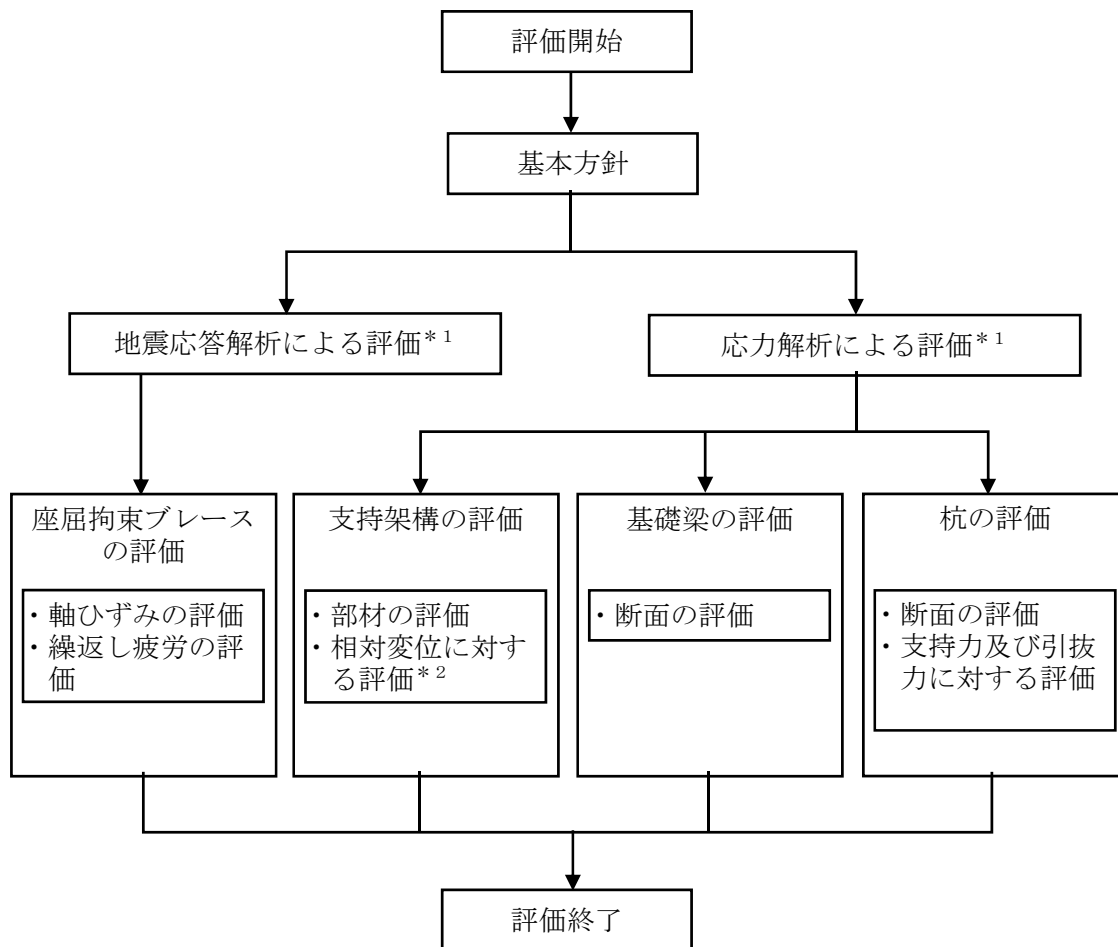 評価開始
基本方針
地震応答解析による評価＊１
応力解析による評価＊１
座屈拘束ブレース
の評価
・軸ひずみの評価
・繰返し疲労の評
価
支持架構の評価
・部材の評価
・相対変位に対す
る評価＊２
基礎梁の評価
・断面の評価
杭の評価
・断面の評価
・支持力及び引抜
力に対する評価
評価終了